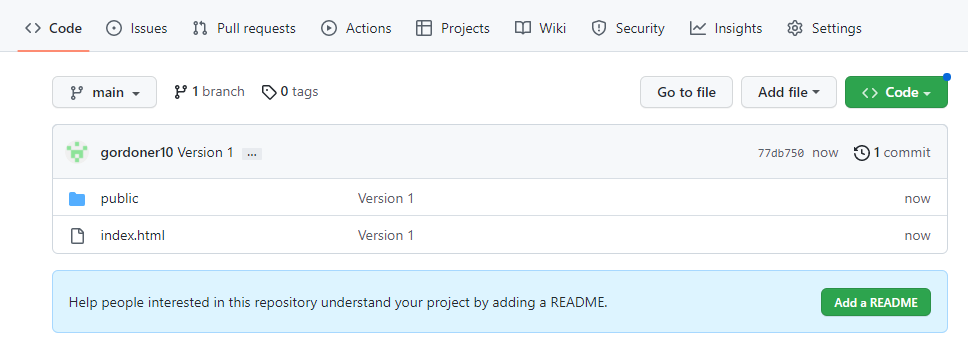 Code Issues Pull requests Actions Projects Wiki Security Insights Settings
main 1 branch 0 tags Go to file Add file Code
gordoner10 Version 1 ... 77db750 now 1 commit
public Version 1 now
index.html Version 1 now
Help people interested in this repository understand your project by adding a README. Add a README